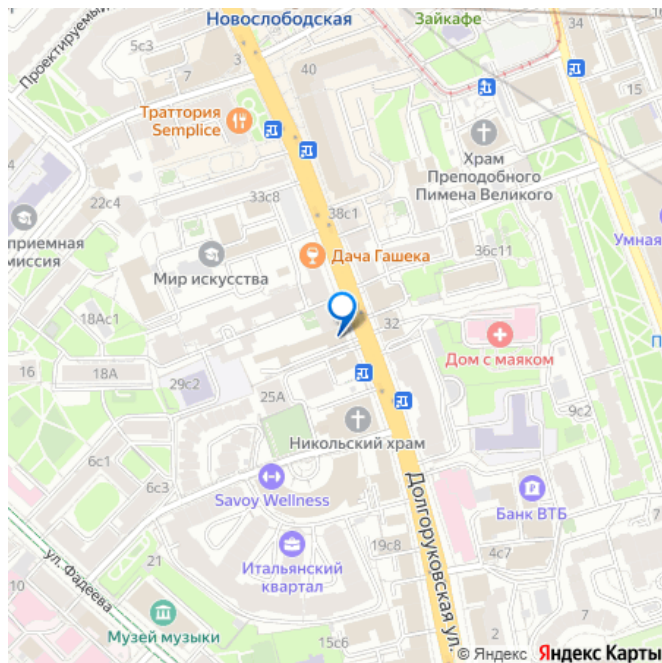 Новослободская
Зайкафе
Проектируемый
5с3
7
3
40
34
15
Траттория
Semplice
Храм
Преподобного
Пимена Великого
33с8
22с4
38с1
приемная
миссия
Дача Гашека
36с11
Умная
Мир искусства
18Ас1
32
Дом с маяком
16
18А
29с2
25А
9с2
Никольский храм
6с1
6с3
Savoy Wellness
Банк ВТБ
Долгоруковская ул.
19с8
4с7
21
Итальянский
квартал
ул. Фадеева
10
2
7
Музей музыки
15с6
© Яндекс Яндекс Карты